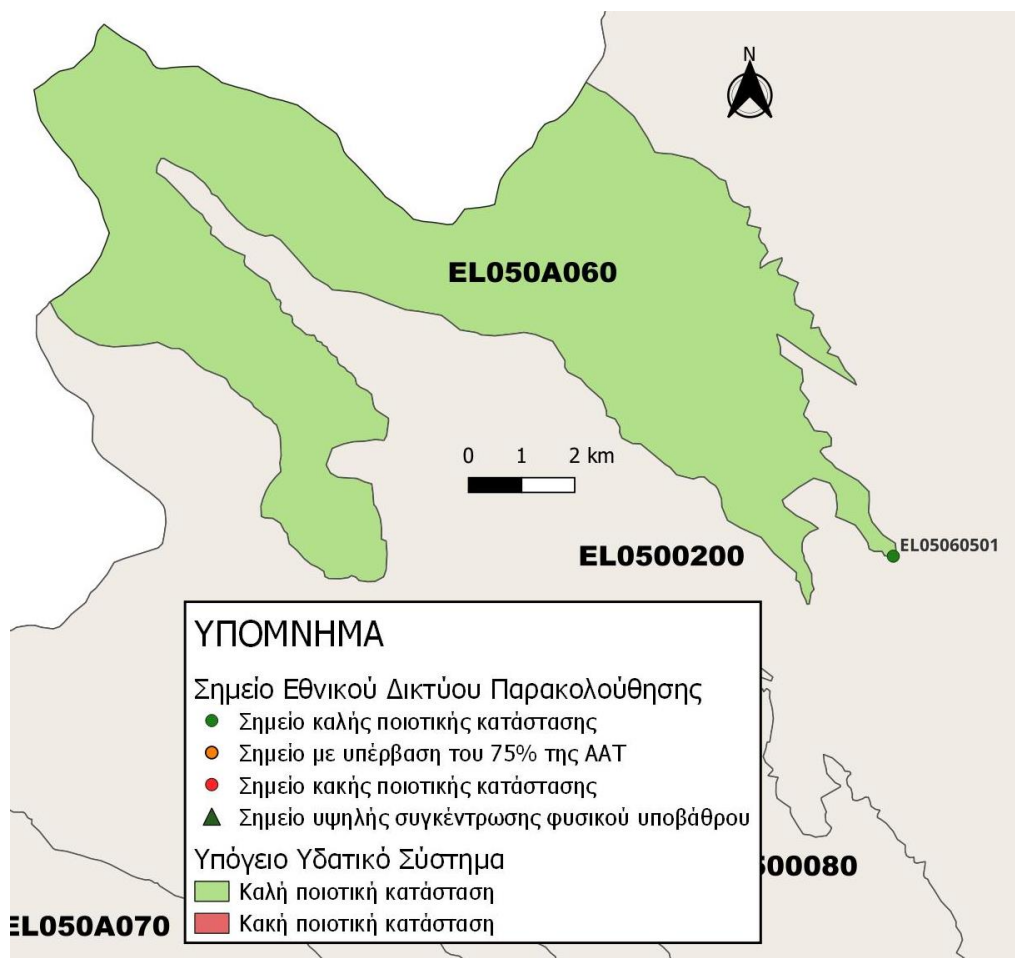 N
EL050A060
0 1 2 km
EL0500200
EL05060501
ΥΠΟΜΝΗΜΑ
Σημείο Εθνικού Δικτύου Παρακολούθησης
Σημείο καλής ποιοτικής κατάστασης
Σημείο με υπέρβαση του 75% της ΑΑΤ
Σημείο κακής ποιοτικής κατάστασης
Σημείο υψηλής συγκέντρωσης φυσικού υποβάθρου
Υπόγειο Υδατικό Σύστημα
Καλή ποιοτική κατάσταση
Κακή ποιοτική κατάσταση
500080
EL050A070